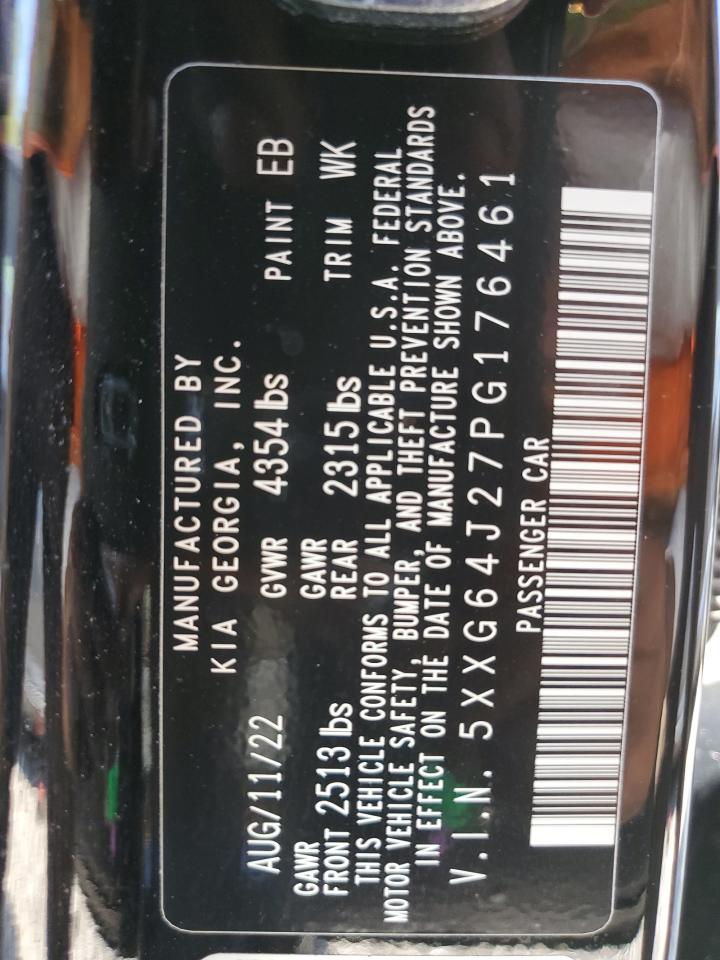 MANUFACTURED BY
KIA GEORGIA, INC.
AUG/11/22 GVWR 4354 lbs PAINT EB
GAWR GAWR
FRONT 2513 lbs REAR 2315 lbs TRIM WK
THIS VEHICLE CONFORMS TO ALL APPLICABLE U.S.A. FEDERAL
MOTOR VEHICLE SAFETY, BUMPER, AND THEFT PREVENTION STANDARDS
IN EFFECT ON THE DATE OF MANUFACTURE SHOWN ABOVE.
V.I.N. 5XXG64J27PG176461
PASSENGER CAR